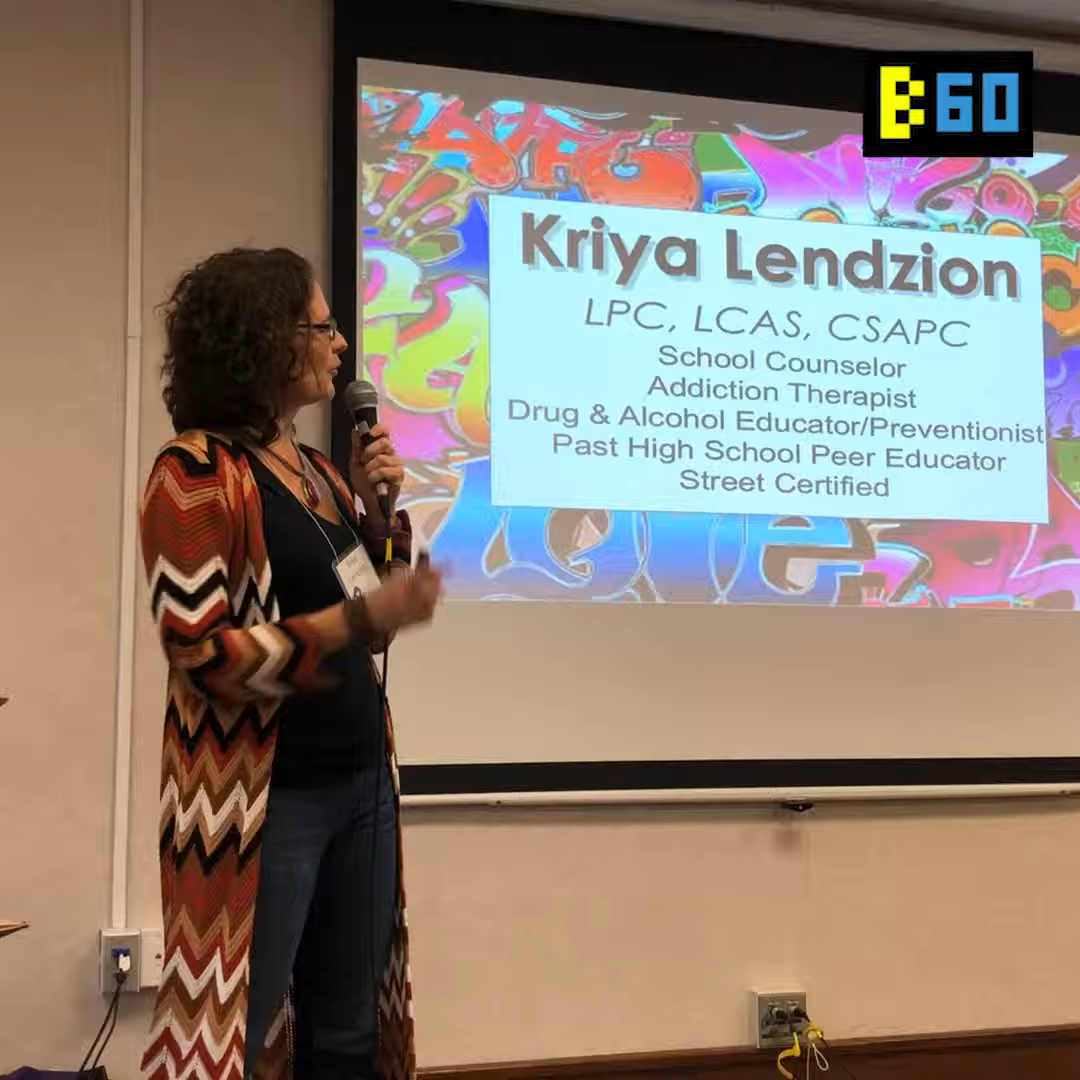 B60
Kriya Lendzion
LPC, LCAS, CSAPC
School Counselor
Addiction Therapist
Drug & Alcohol Educator/Preventionist
Past High School Peer Educator
Street Certified